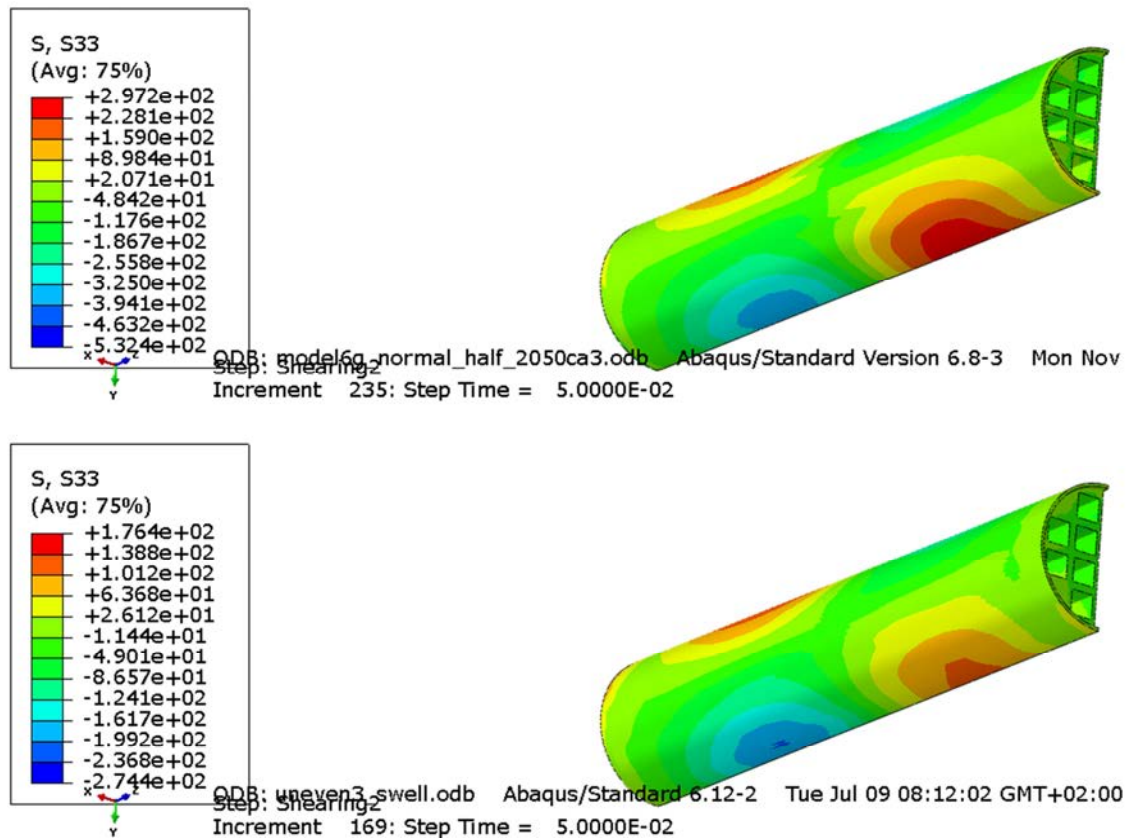 S, S33
(Avg: 75%)
+2.972e+02
+2.281e+02
+1.590e+02
+8.984e+01
+2.071e+01
-4.842e+01
-1.176e+02
-1.867e+02
-2.558e+02
-3.250e+02
-3.941e+02
-4.632e+02
-5.324e+02
X Z
Y
ODB: model6g_normal_half_2050ca3.odb Abaqus/Standard Version 6.8-3 Mon Nov
Step: Shearing2
Increment 235: Step Time = 5.0000E-02
S, S33
(Avg: 75%)
+1.764e+02
+1.388e+02
+1.012e+02
+6.368e+01
+2.612e+01
-1.144e+01
-4.901e+01
-8.657e+01
-1.241e+02
-1.617e+02
-1.992e+02
-2.368e+02
-2.744e+02
X Z
Y
ODB: uneven3_swell.odb Abaqus/Standard 6.12-2 Tue Jul 09 08:12:02 GMT+02:00
Step: Shearing2
Increment 169: Step Time = 5.0000E-02